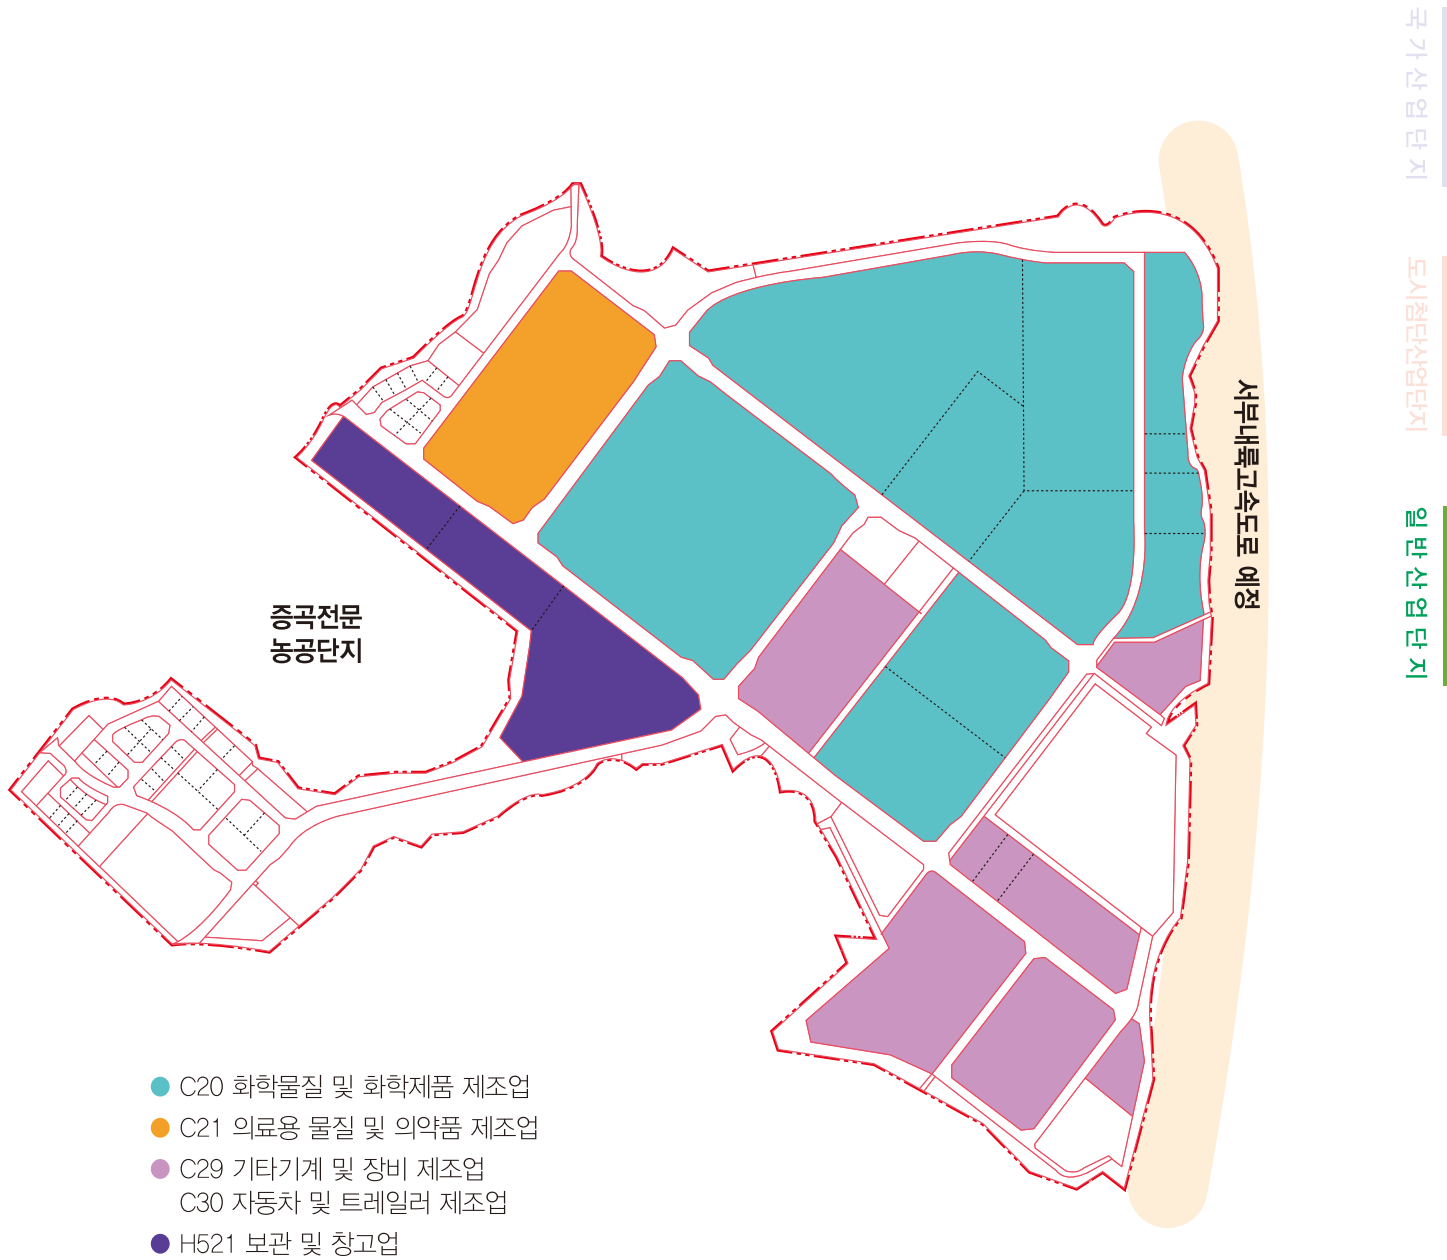 국가산업단지
도시첨단산업단지
일반산업단지
서부내륙고속도로 예정
증곡전문
농공단지
C20 화학물질 및 화학제품 제조업
C21 의료용 물질 및 의약품 제조업
C29 기타기계 및 장비 제조업
C30 자동차 및 트레일러 제조업
H521 보관 및 창고업